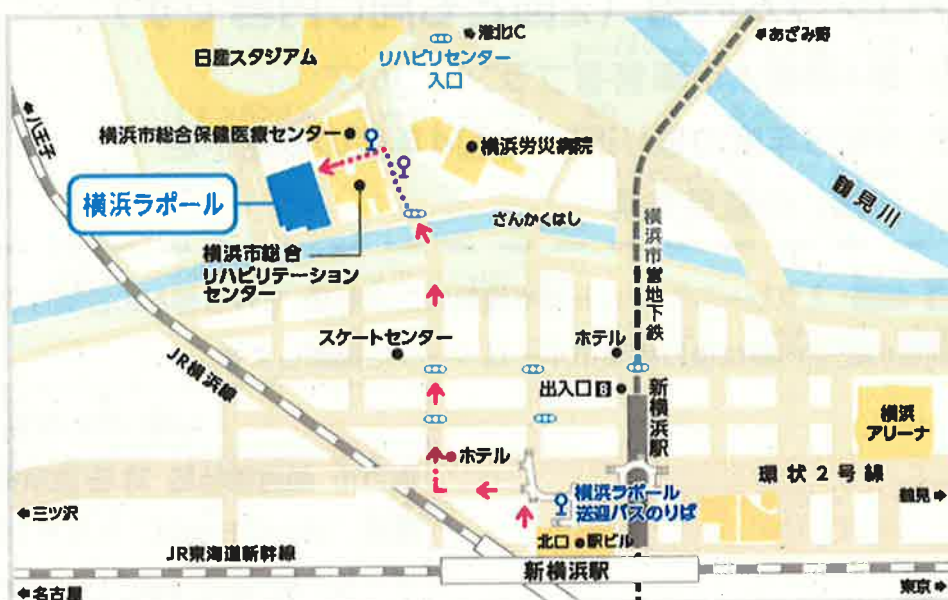 日産スタジアム
港北IC
リハビリセンター
入口
あざみ野
八王子
横浜市総合保健医療センター
横浜労災病院
鶴見川
横浜ラポール
さんかくはし
横浜市総合
リハビリテーション
センター
横浜市営地下鉄
スケートセンター
ホテル
JR横浜線
出入口8
新横浜駅
横浜
アリーナ
ホテル
環状2号線
横浜ラポール
送迎バスのりば
鶴見
三ツ沢
北口
駅ビル
JR東海道新幹線
新横浜駅
名古屋
東京